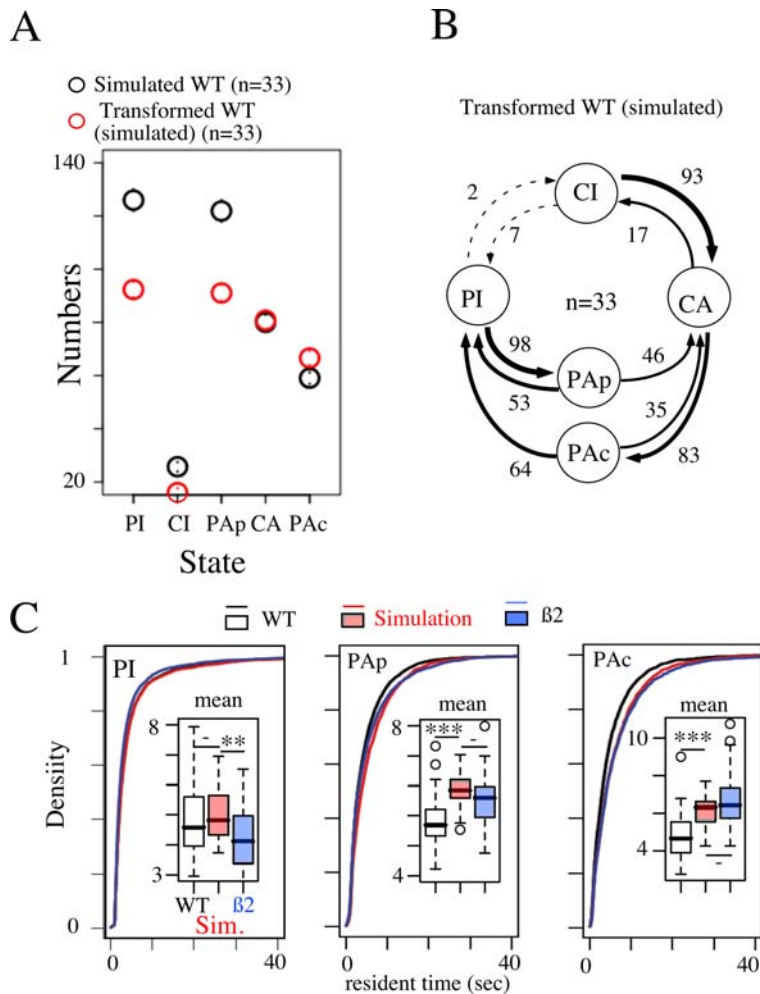 A
Simulated WT (n=33)
Transformed WT
(simulated) (n=33)
140
Numbers
20
PI CI PAp CA PAc
State
B
Transformed WT (simulated)
CI
93
2
7
17
PI
n=33
CA
98
PAp
46
53
35
PAc
64
83
C
WT
Simulation
ß2
1
PI
mean
8
- **
3
WT
ß2
Sim.
Densiity
0
0 40
PAp
mean
8
*** -
4
0 40
resident time (sec)
PAc
mean
10
***
4
-
0 40